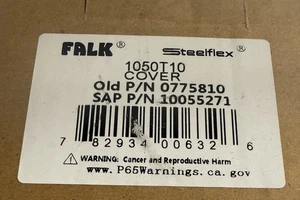 FALK® Steelflex®
1050T10
COVER
Old P/N 0775810
SAP P/N 10055271
7 82934 00632 6
⚠ WARNING: Cancer and Reproductive Harm
www.P65Warnings.ca.gov